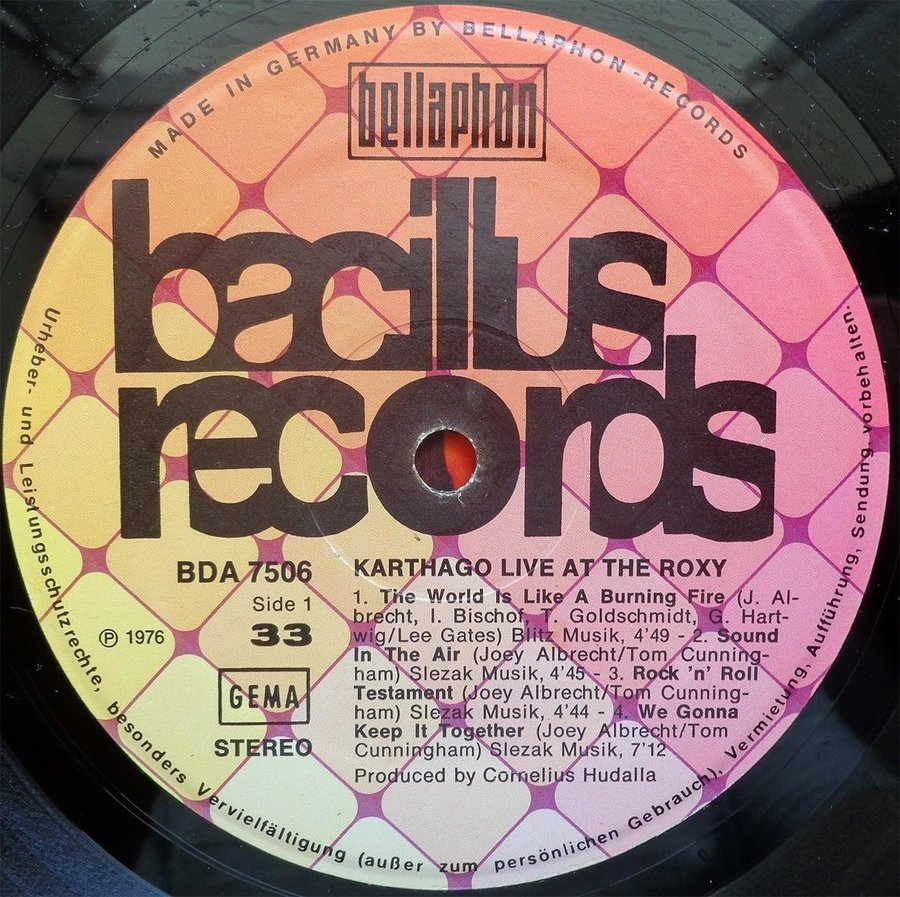 MADE IN GERMANY BY BELLAPHON-RECORDS
bellaphon
bacillus
records
BDA 7506
Side 1
33
Ⓟ 1976
GEMA
STEREO
KARTHAGO LIVE AT THE ROXY
1. The World Is Like A Burning Fire (J. Al-
brecht, I. Bischof, T. Goldschmidt, G. Hart-
wig/Lee Gates) Blitz Musik, 4'49 - 2. Sound
In The Air (Joey Albrecht/Tom Cunning-
ham) Slezak Musik, 4'45 - 3. Rock 'n' Roll
Testament (Joey Albrecht/Tom Cunning-
ham) Slezak Musik, 4'44 - 4. We Gonna
Keep It Together (Joey Albrecht/Tom
Cunningham) Slezak Musik, 7'12
Produced by Cornelius Hudalla
Urheber- und Leistungsschutzrechte, besonders Vervielfältigung (außer zum persönlichen Gebrauch), Vermietung, Aufführung, Sendung, vorbehalten.